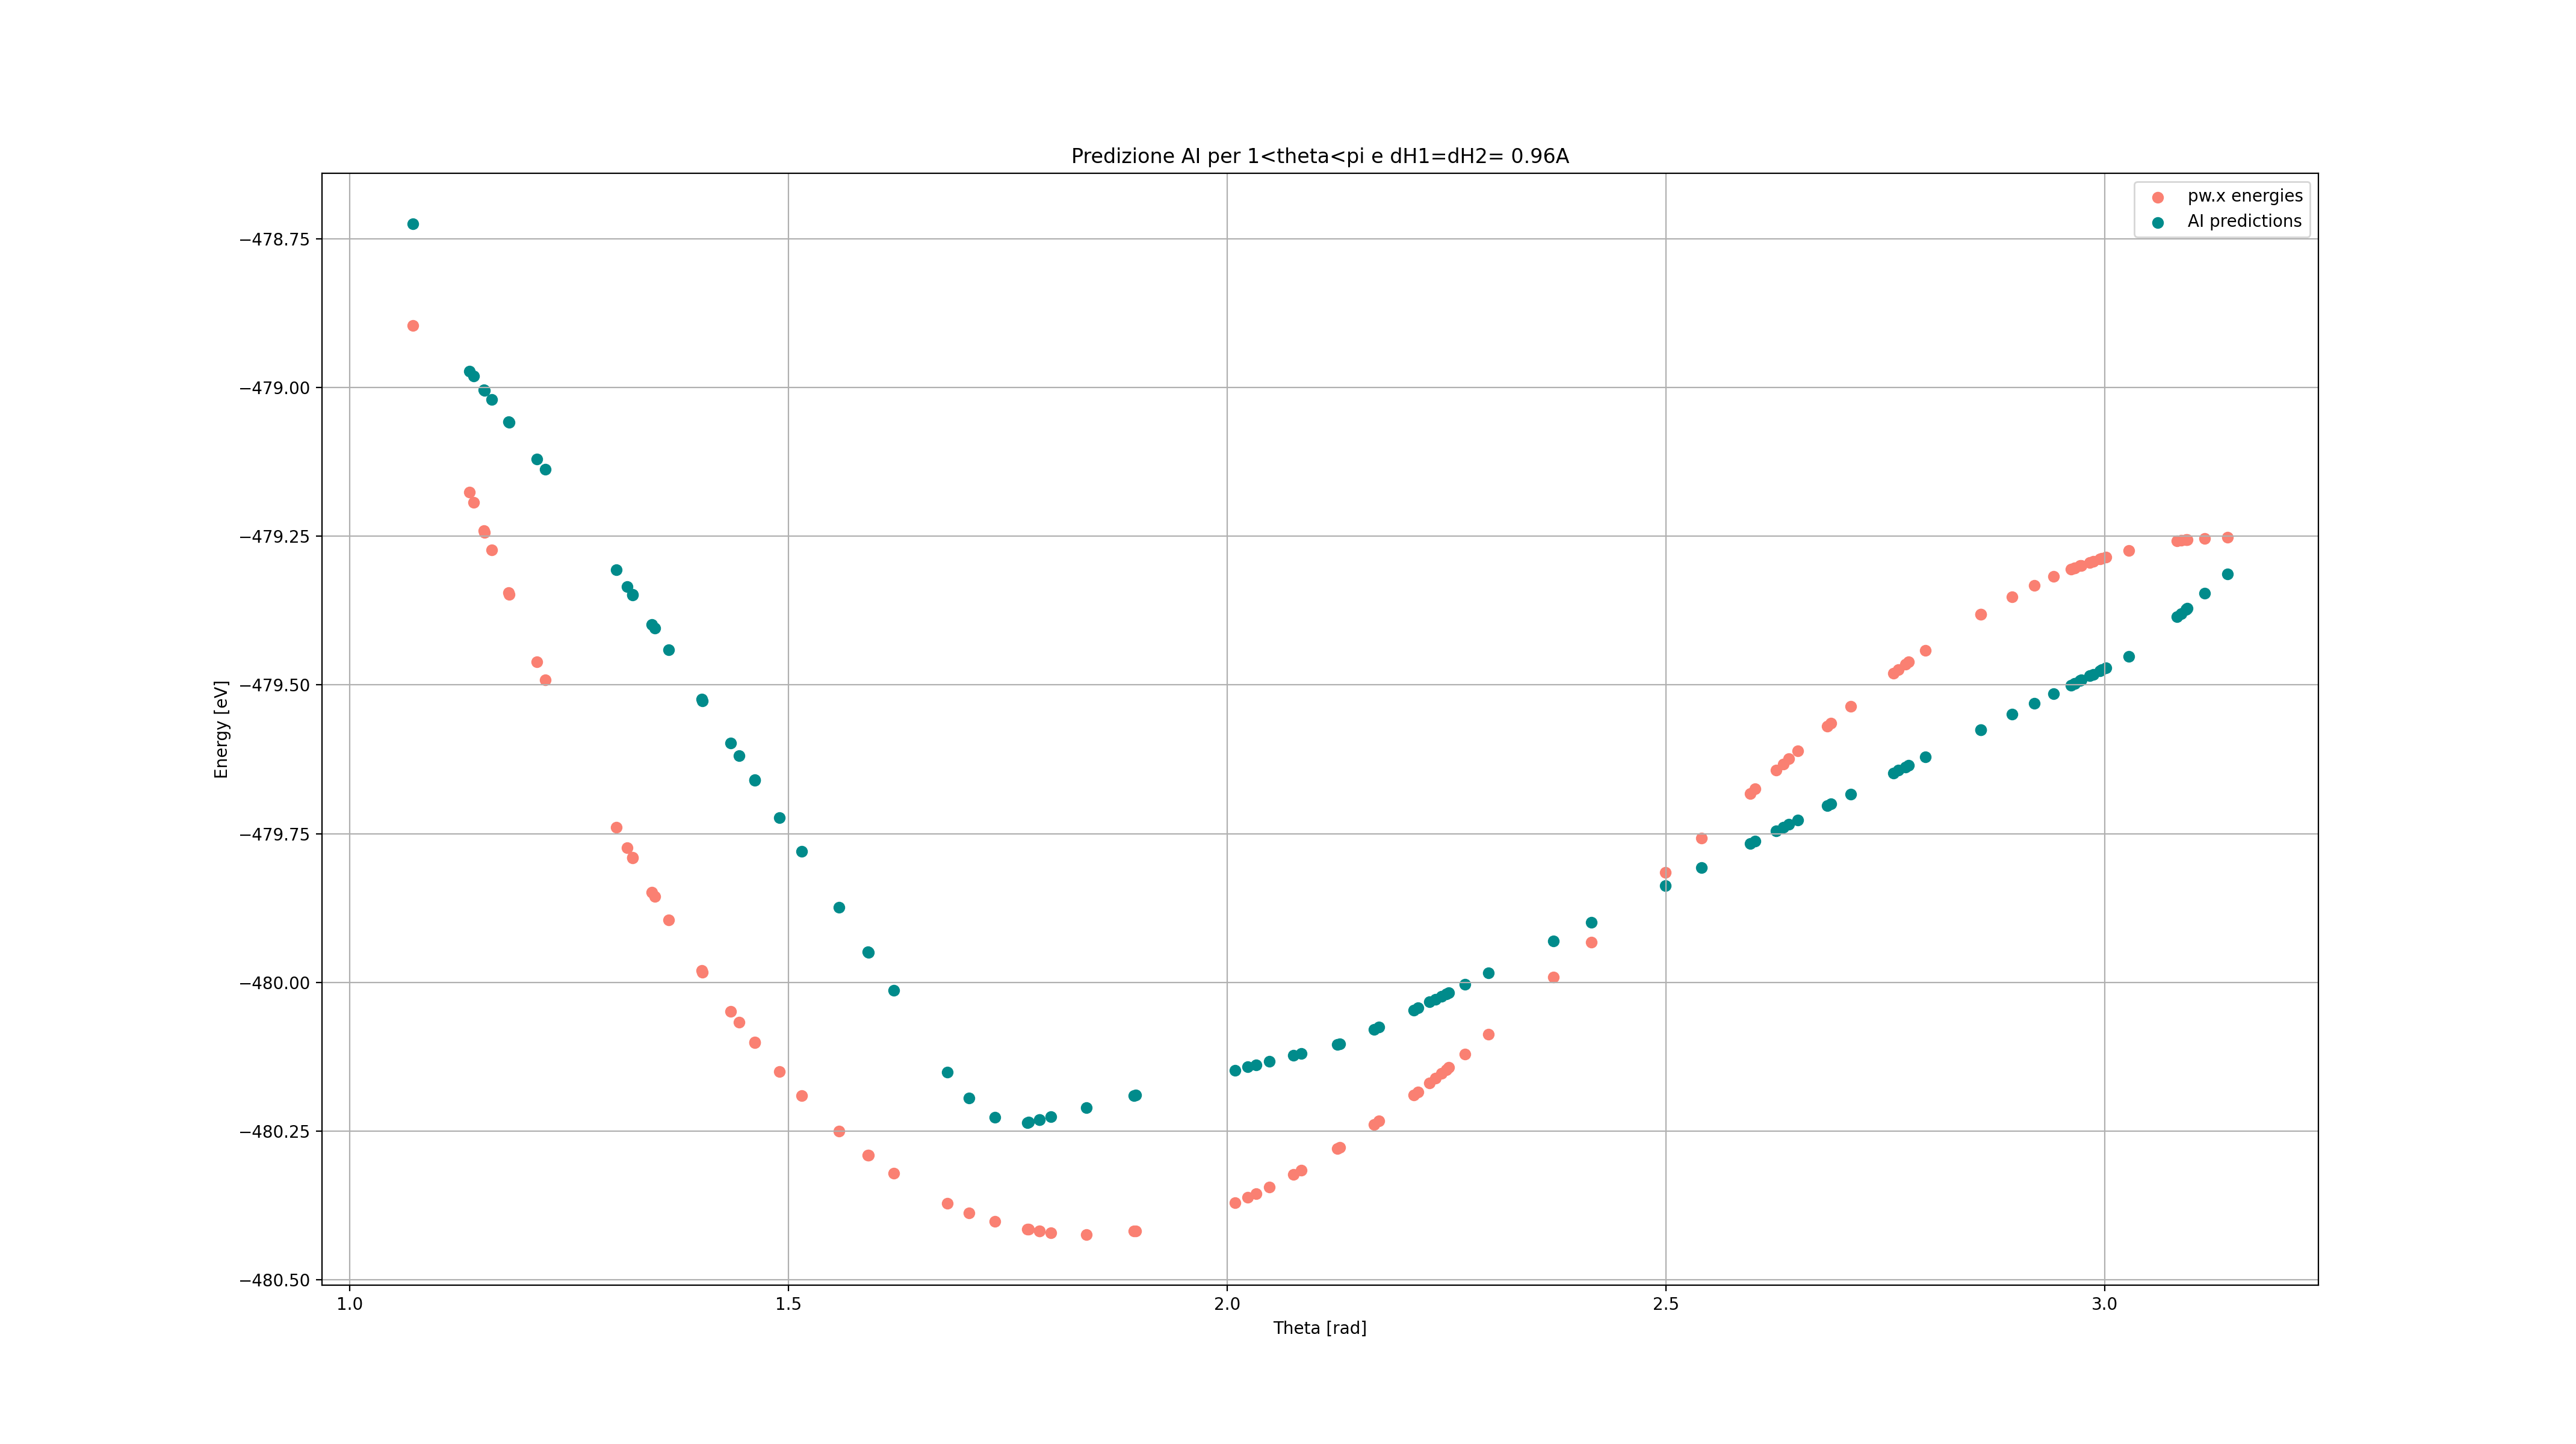 Predizione AI per 1<theta<pi e dH1=dH2= 0.96A
pw.x energies
AI predictions
−478.75
−479.00
−479.25
−479.50
−479.75
−480.00
−480.25
−480.50
Energy [eV]
1.0 1.5 2.0 2.5 3.0
Theta [rad]